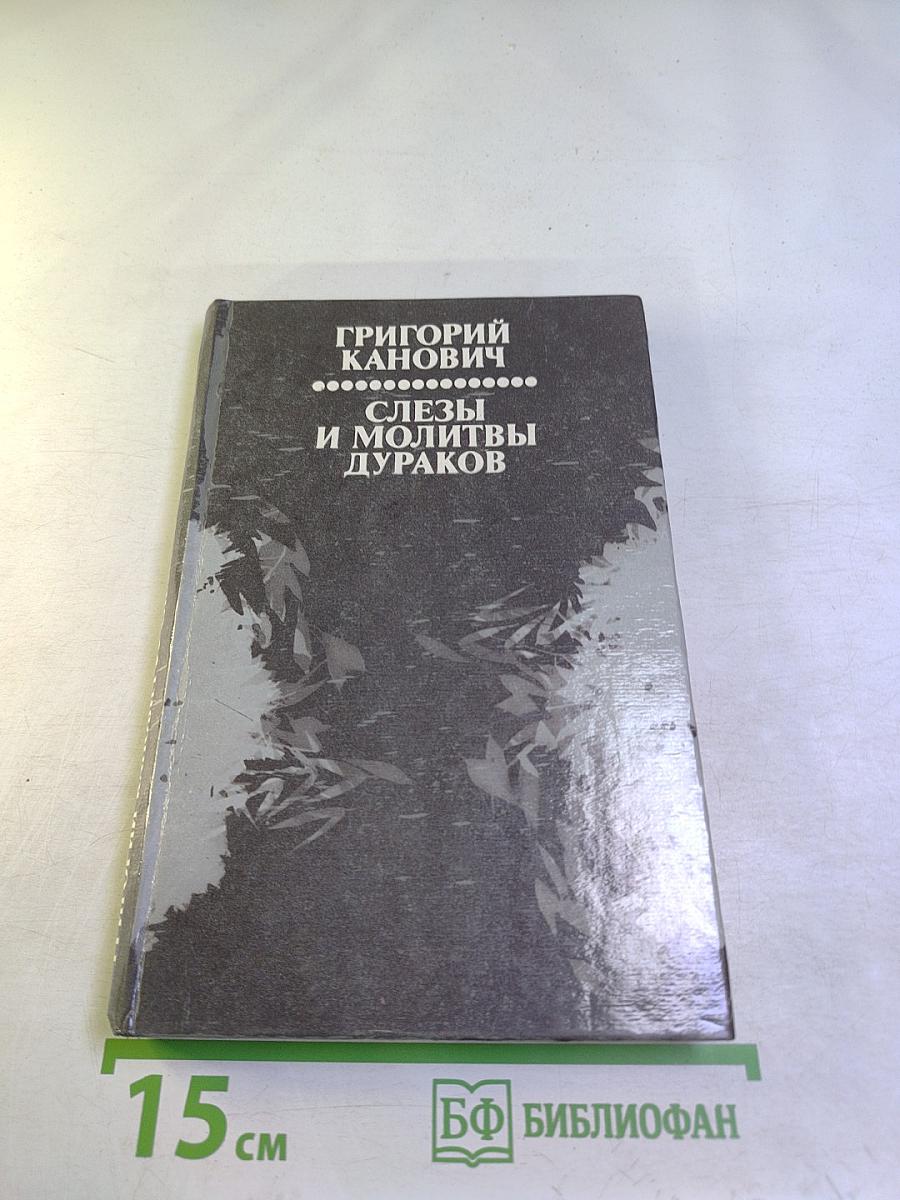 ГРИГОРИЙ
КАНОВИЧ
СЛЕЗЫ
И МОЛИТВЫ
ДУРАКОВ
15 см
БФ БИБЛИОФАН